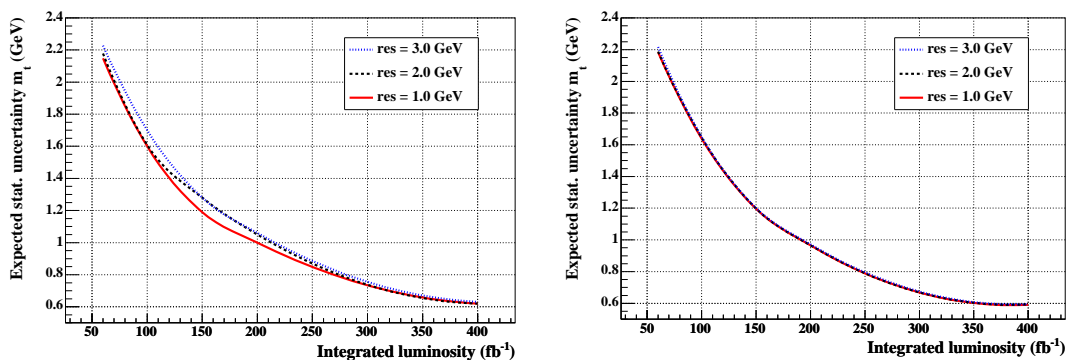 Expected stat. uncertainty m_t (GeV)
2.4
2.2
2
1.8
1.6
1.4
1.2
1
0.8
0.6
res = 3.0 GeV
res = 2.0 GeV
res = 1.0 GeV
50 100 150 200 250 300 350 400
Integrated luminosity (fb⁻¹)
Expected stat. uncertainty m_t (GeV)
2.4
2.2
2
1.8
1.6
1.4
1.2
1
0.8
0.6
res = 3.0 GeV
res = 2.0 GeV
res = 1.0 GeV
50 100 150 200 250 300 350 400
Integrated luminosity (fb⁻¹)